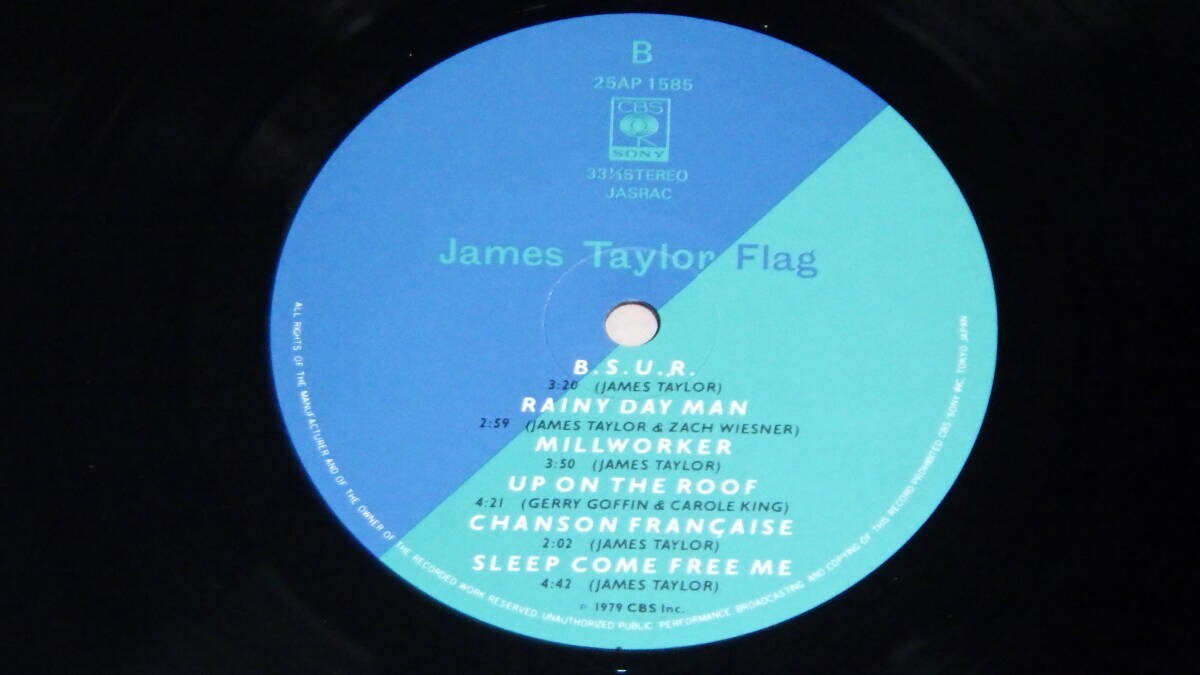 B
25AP 1585
CBS
SONY
33⅓ STEREO
JASRAC
James Taylor Flag
B.S.U.R.
3:20 (JAMES TAYLOR)
RAINY DAY MAN
2:59 (JAMES TAYLOR & ZACH WIESNER)
MILLWORKER
3:50 (JAMES TAYLOR)
UP ON THE ROOF
4:21 (GERRY GOFFIN & CAROLE KING)
CHANSON FRANÇAISE
2:02 (JAMES TAYLOR)
SLEEP COME FREE ME
4:42 (JAMES TAYLOR)
℗ 1979 CBS Inc.
ALL RIGHTS OF THE MANUFACTURER AND OF THE OWNER OF THE RECORDED WORK RESERVED. UNAUTHORIZED PUBLIC PERFORMANCE, BROADCASTING AND COPYING OF THIS RECORD PROHIBITED CBS/SONY INC. TOKYO JAPAN